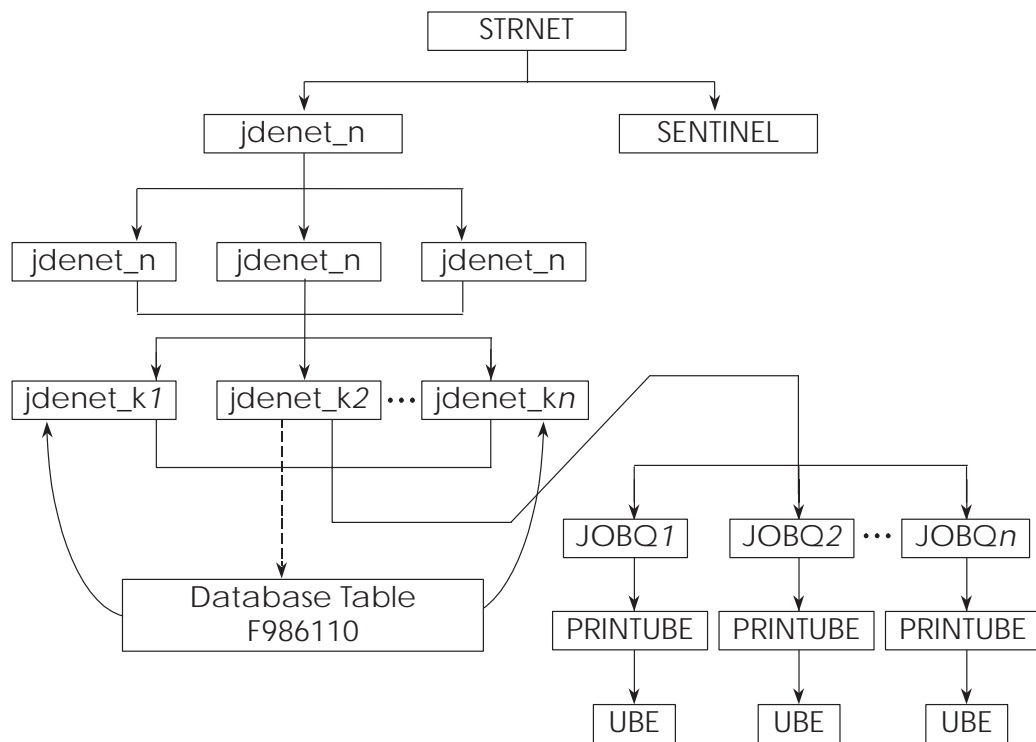 STRNET
jdenet_n
SENTINEL
jdenet_n
jdenet_n
jdenet_n
jdenet_k1
jdenet_k2
...
jdenet_kn
JOBQ1
JOBQ2
...
JOBQn
Database Table
F986110
PRINTUBE
PRINTUBE
PRINTUBE
UBE
UBE
UBE